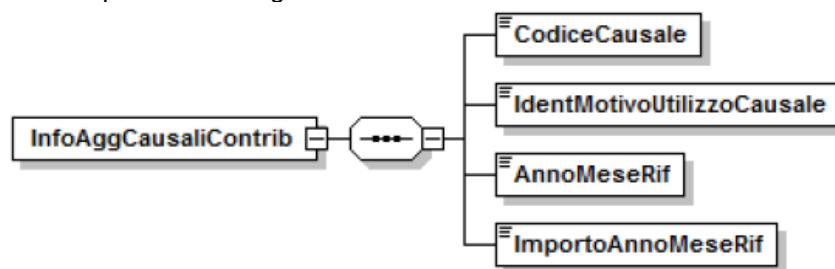 CodiceCausale
IdentMotivoUtilizzoCausale
InfoAggCausaliContrib
AnnoMeseRif
ImportoAnnoMeseRif